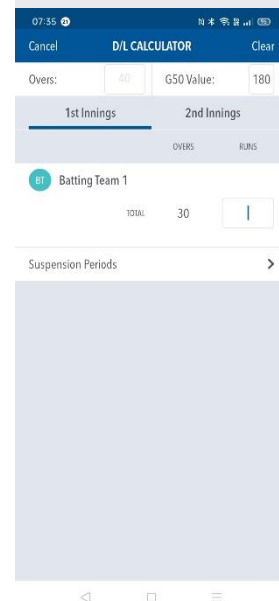 07:35 21
Cancel D/L CALCULATOR Clear
Overs: 40 G50 Value: 180
1st Innings 2nd Innings
OVERS RUNS
BT Batting Team 1
TOTAL 30
Suspension Periods